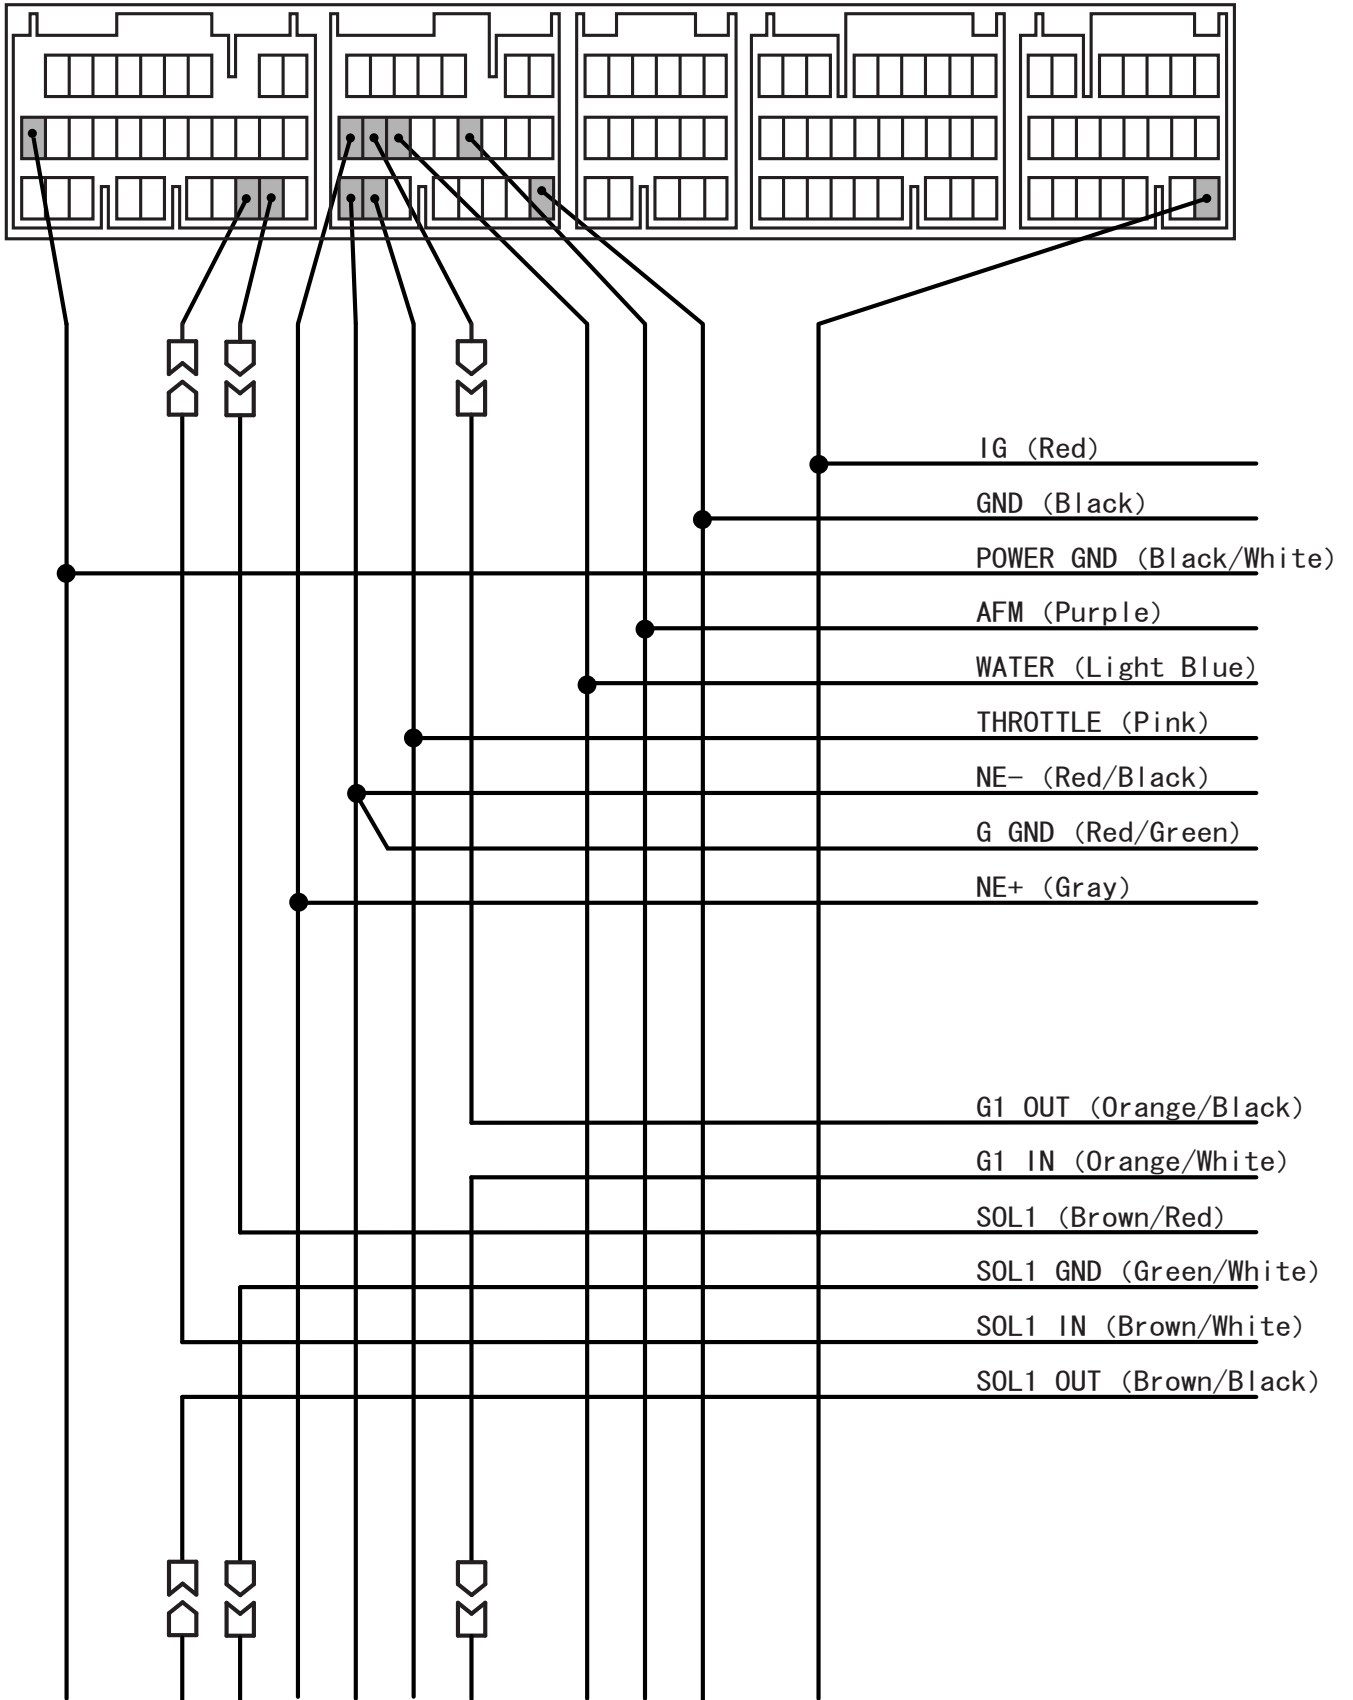 IG (Red)
GND (Black)
POWER GND (Black/White)
AFM (Purple)
WATER (Light Blue)
THROTTLE (Pink)
NE- (Red/Black)
G GND (Red/Green)
NE+ (Gray)
G1 OUT (Orange/Black)
G1 IN (Orange/White)
SOL1 (Brown/Red)
SOL1 GND (Green/White)
SOL1 IN (Brown/White)
SOL1 OUT (Brown/Black)